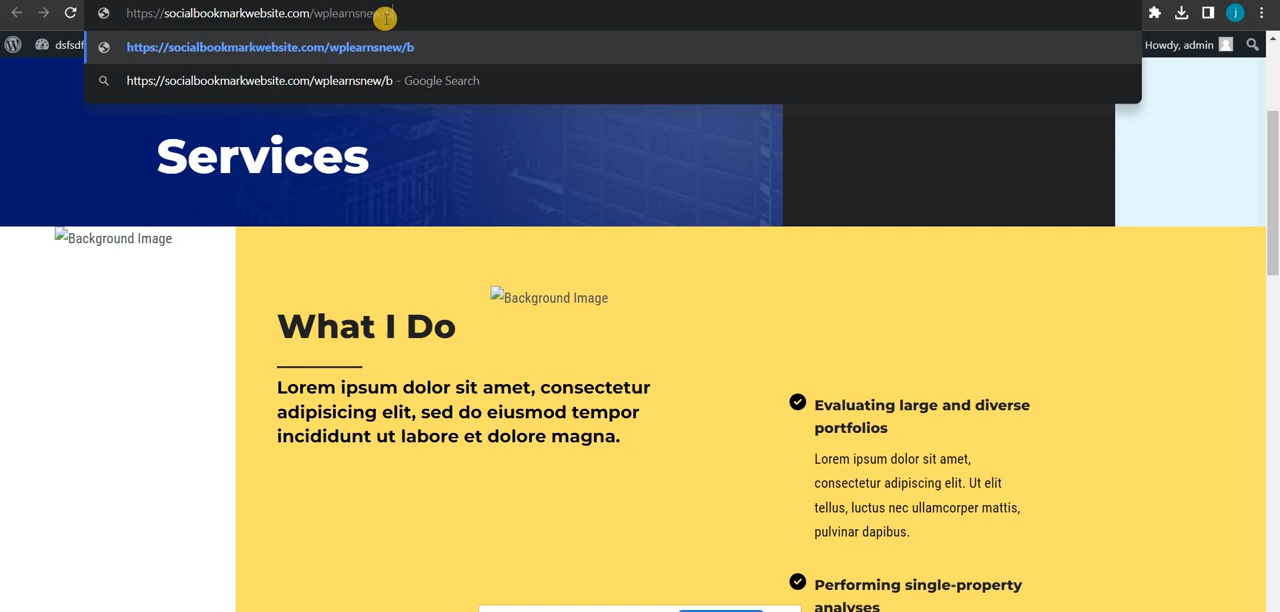 https://socialbookmarkwebsite.com/wplearnsnew/
dsfsdf
https://socialbookmarkwebsite.com/wplearnsnew/b
https://socialbookmarkwebsite.com/wplearnsnew/b - Google Search
j
Howdy, admin
Services
Background Image
Background Image
What I Do
Lorem ipsum dolor sit amet, consectetur
adipisicing elit, sed do eiusmod tempor
incididunt ut labore et dolore magna.
Evaluating large and diverse
portfolios
Lorem ipsum dolor sit amet,
consectetur adipiscing elit. Ut elit
tellus, luctus nec ullamcorper mattis,
pulvinar dapibus.
Performing single-property
analyses